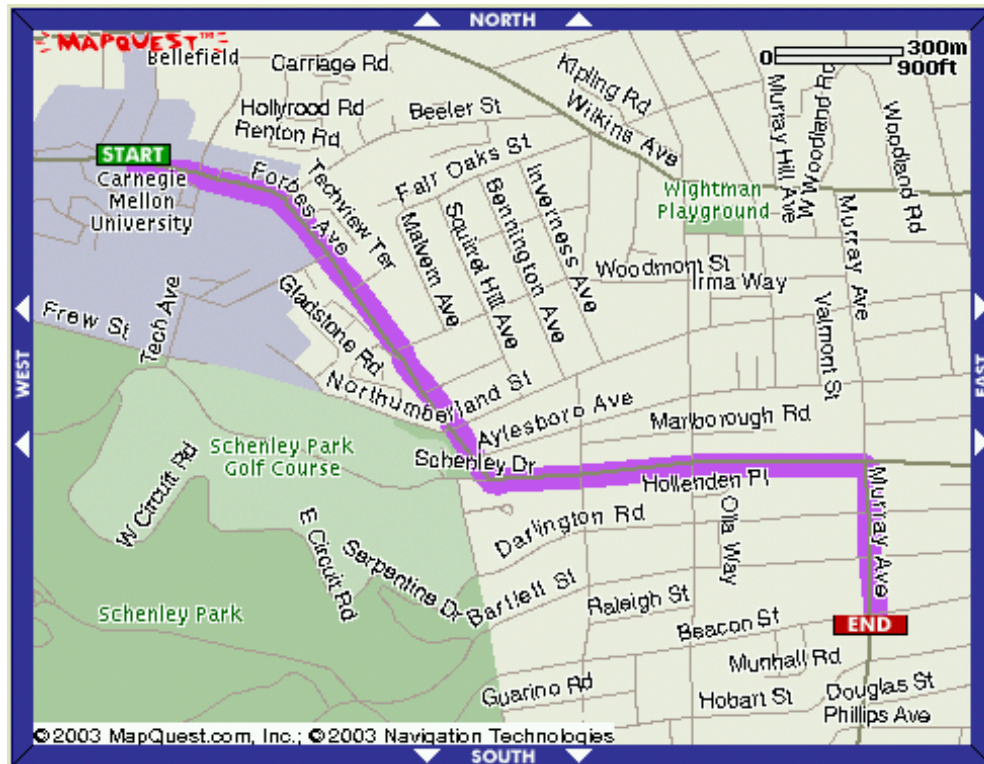 NORTH
MAPQUEST™
Bellefield
Carriage Rd
Kipling Rd
0 300m
900ft
Hollyrood Rd
Renton Rd
Beeler St
Wilkins Ave
Murray Hill Ave
Woodland Rd
Woodland Rd
START
Carnegie
Mellon
University
Forbes Ave
Techview Ter
Fair Oaks St
Malvern Ave
Squirrel Hill Ave
Bennington Ave
Inverness Ave
Wightman
Playground
Murray Ave
Woodmont St
Irma Way
Valmont St
Frew St
Tech Ave
Gladstone Rd
Northumberland St
WEST
EAST
Aylesboro Ave
Marlborough Rd
Schenley Park
Golf Course
Schenley Dr
Hollenden Pl
W Circuit Rd
E Circuit Rd
Serpentine Dr
Darlington Rd
Olla Way
Murray Ave
Bartlett St
Raleigh St
Schenley Park
Beacon St
END
Munhall Rd
Guarino Rd
Hobart St
Douglas St
Phillips Ave
©2003 MapQuest.com, Inc.; ©2003 Navigation Technologies
SOUTH